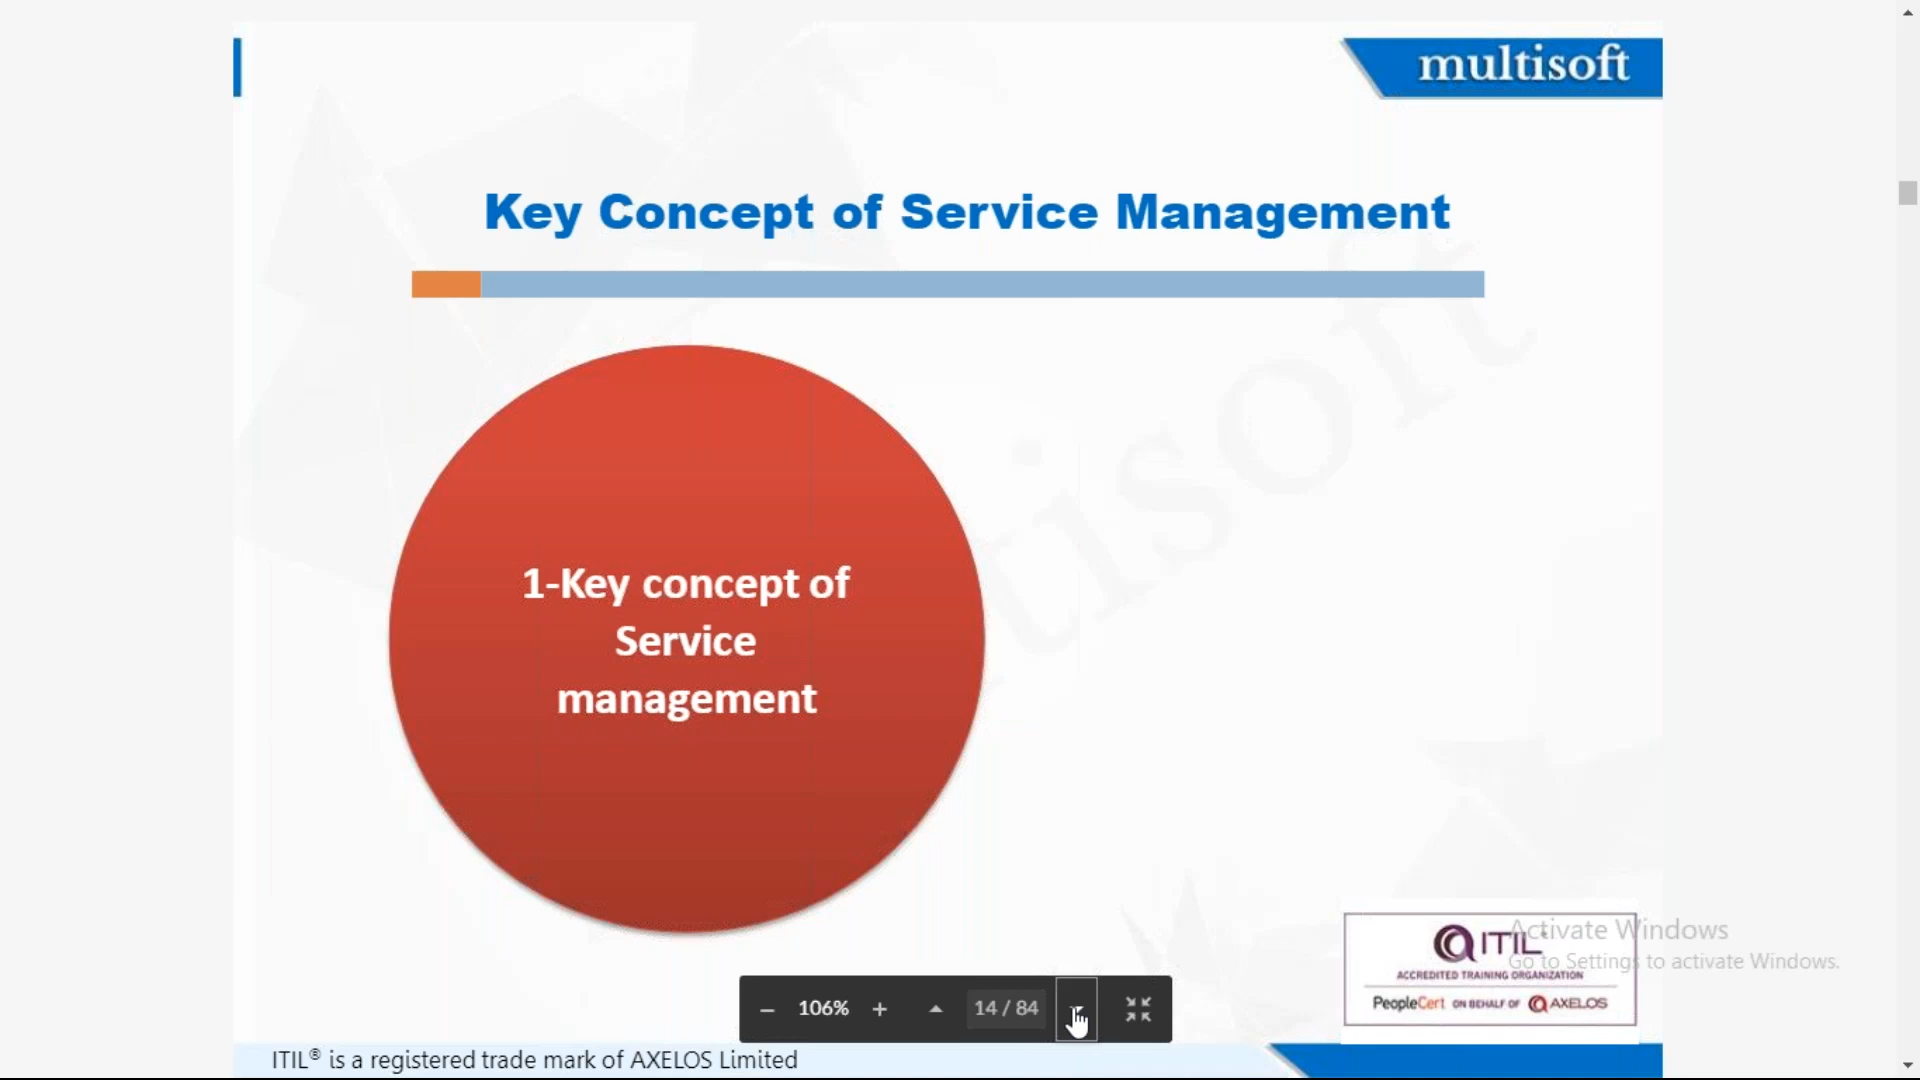 multisoft
Key Concept of Service Management
1-Key concept of
Service
management
tisoft
Activate Windows
Go to Settings to activate Windows.
ITIL
ACCREDITED TRAINING ORGANIZATION
PeopleCert ON BEHALF OF AXELOS
106%
14 / 84
ITIL® is a registered trade mark of AXELOS Limited